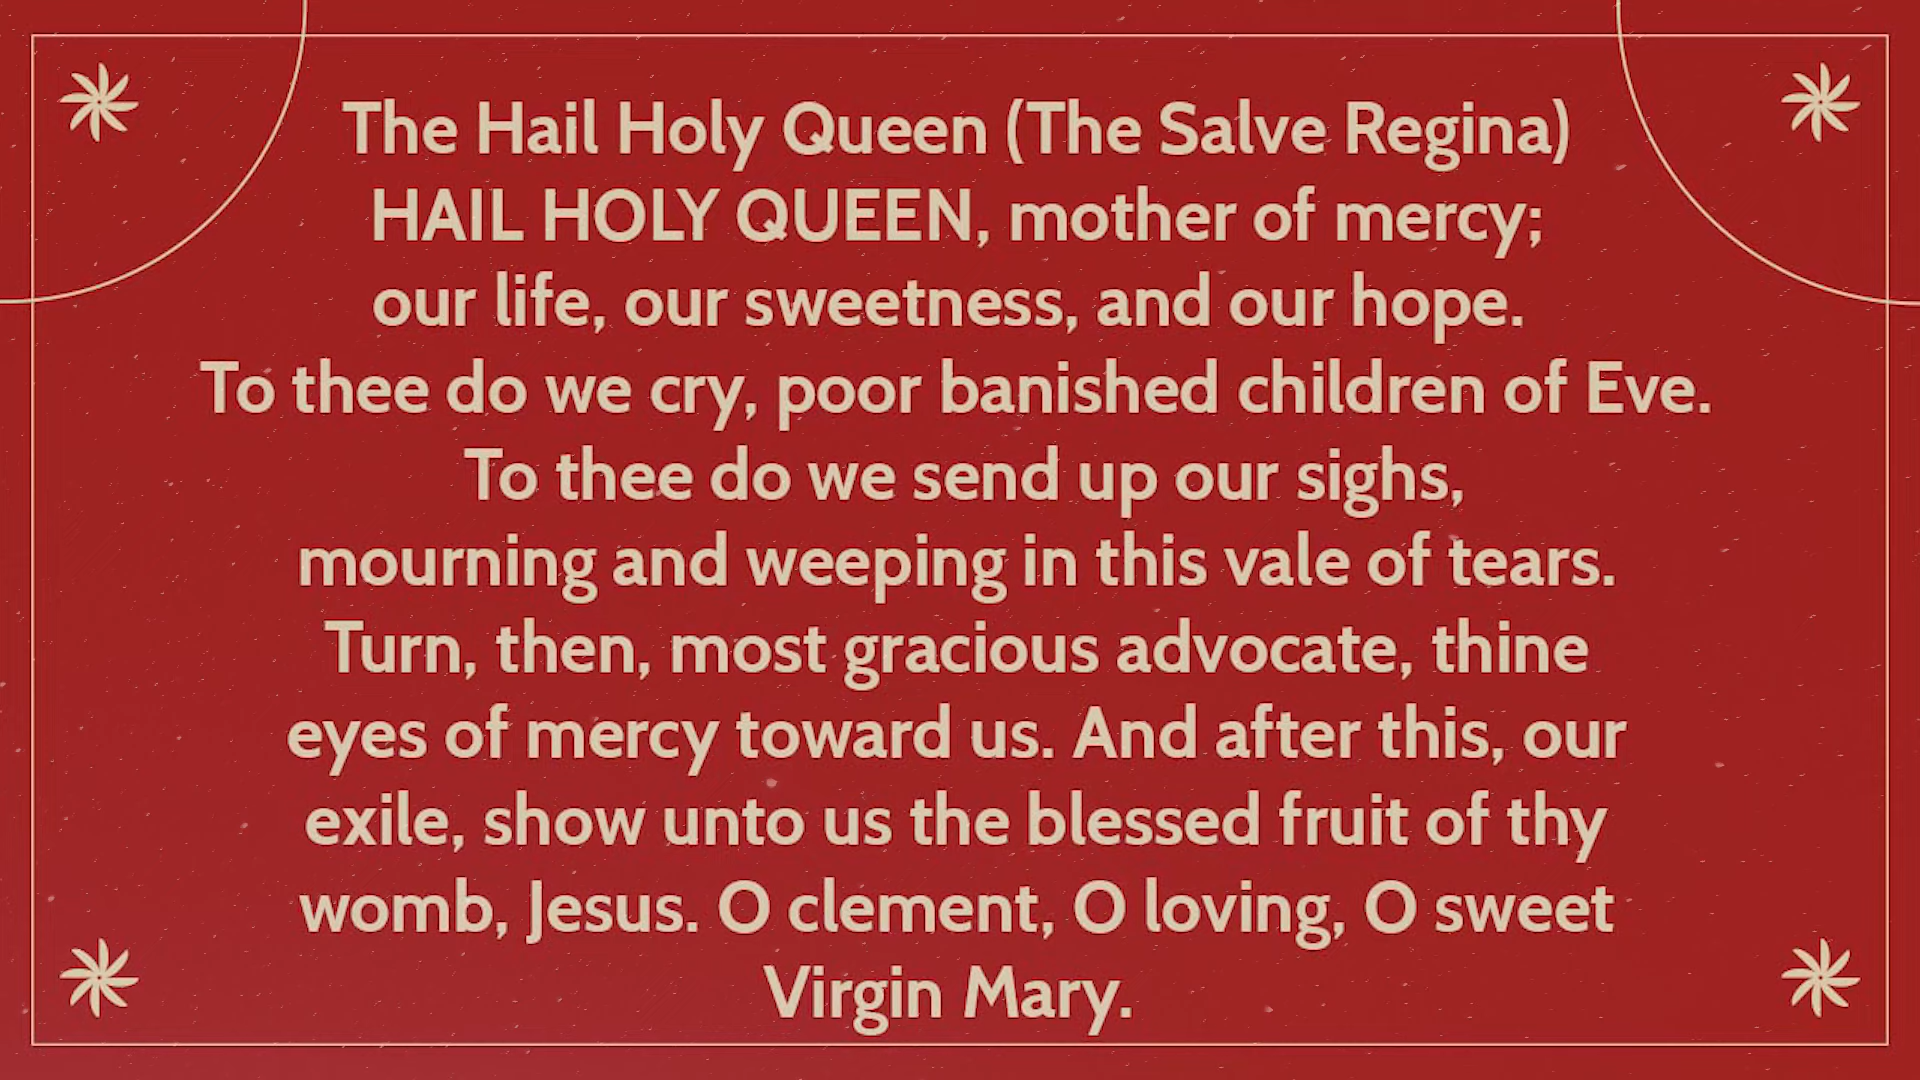 The Hail Holy Queen (The Salve Regina)
HAIL HOLY QUEEN, mother of mercy;
our life, our sweetness, and our hope.
To thee do we cry, poor banished children of Eve.
To thee do we send up our sighs,
mourning and weeping in this vale of tears.
Turn, then, most gracious advocate, thine
eyes of mercy toward us. And after this, our
exile, show unto us the blessed fruit of thy
womb, Jesus. O clement, O loving, O sweet
Virgin Mary.